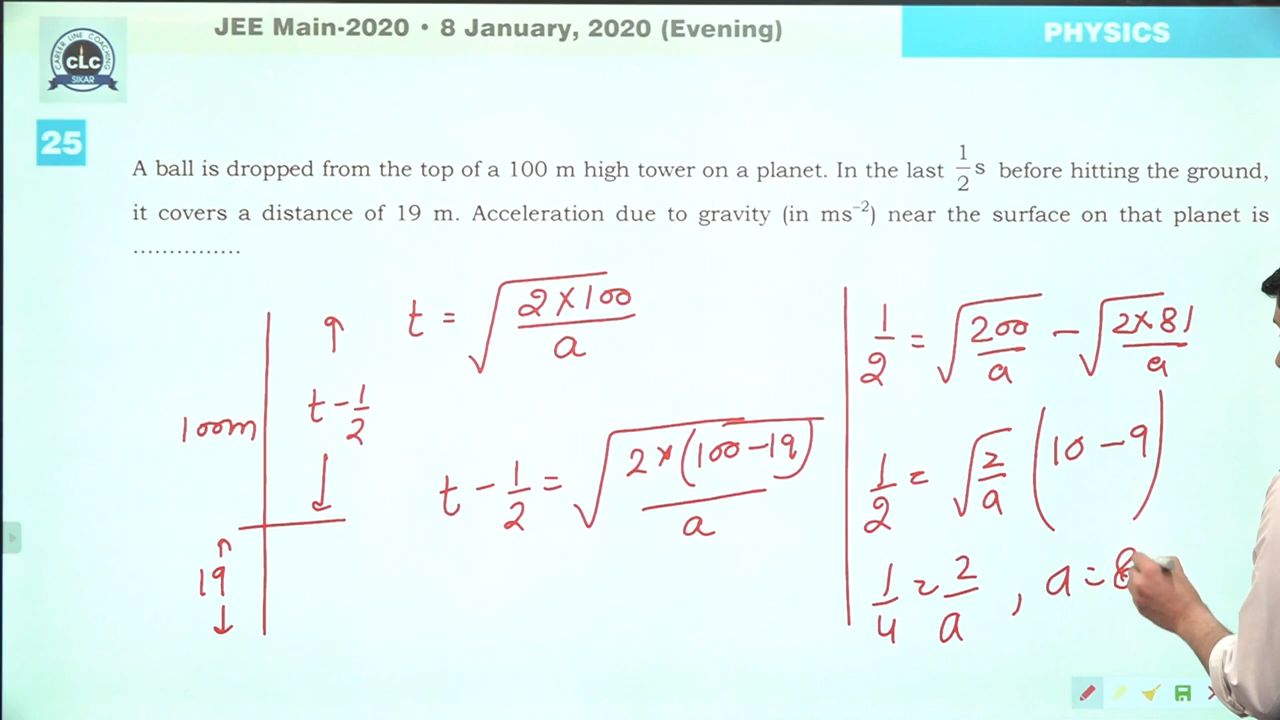 JEE Main-2020 • 8 January, 2020 (Evening)
PHYSICS
CAREER LINE COACHING
CLC
SIKAR
25
A ball is dropped from the top of a 100 m high tower on a planet. In the last 1/2 s before hitting the ground,
it covers a distance of 19 m. Acceleration due to gravity (in ms⁻²) near the surface on that planet is
...............
100m
t - 1/2
19
t = √(2 × 100 / a)
t - 1/2 = √(2 × (100 - 19) / a)
1/2 = √(200/a) - √(2×81/a)
1/2 = √(2/a) (10 - 9)
1/4 = 2/a , a = 8